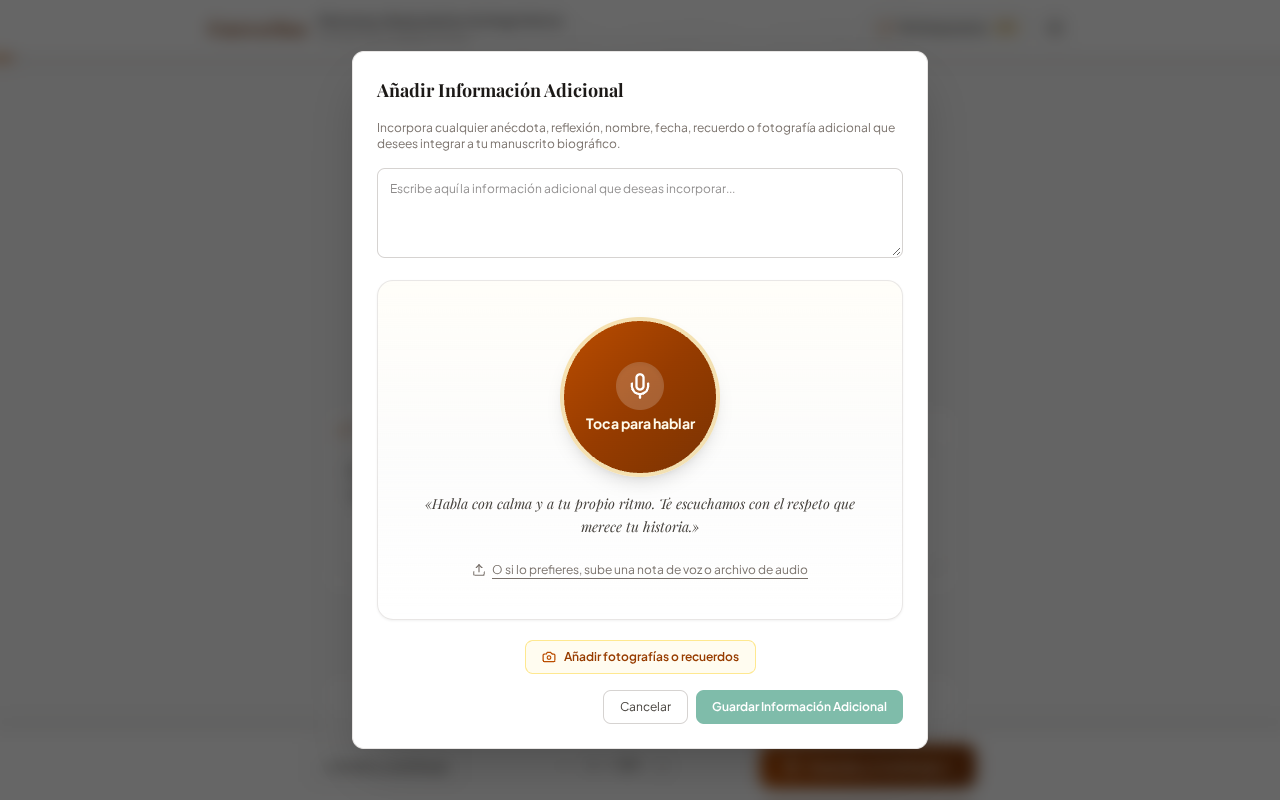 Añadir Información Adicional
Incorpora cualquier anécdota, reflexión, nombre, fecha, recuerdo o fotografía adicional que
desees integrar a tu manuscrito biográfico.
Escribe aquí la información adicional que deseas incorporar...
Toca para hablar
«Habla con calma y a tu propio ritmo. Te escuchamos con el respeto que
merece tu historia.»
O si lo prefieres, sube una nota de voz o archivo de audio
Añadir fotografías o recuerdos
Cancelar
Guardar Información Adicional